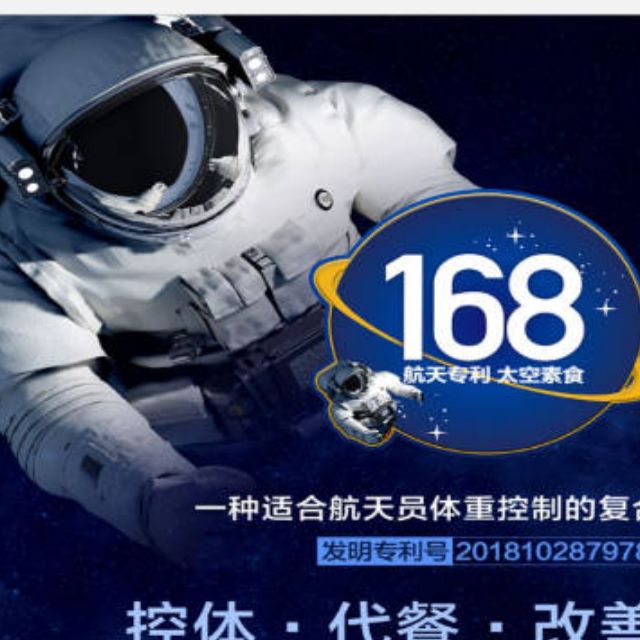 168
航天专利 太空素食
一种适合航天员体重控制的复合
发明专利号 201810287978
控体·代餐·改善